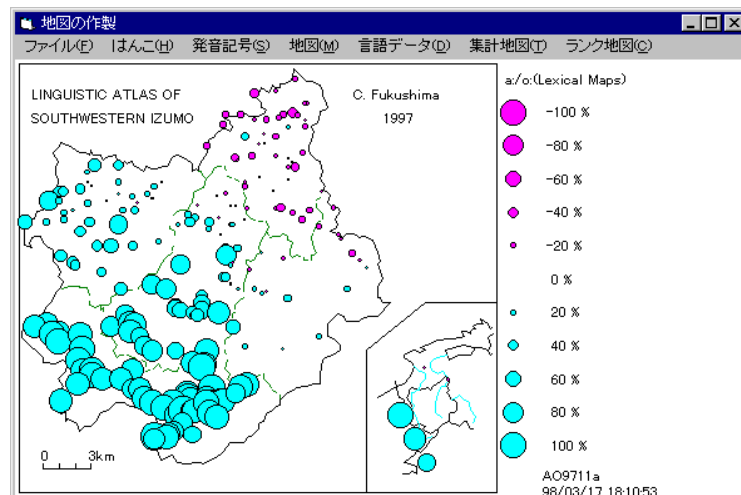 地図の作製
ファイル(F) はんこ(H) 発音記号(S) 地図(M) 言語データ(D) 集計地図(T) ランク地図(C)
LINGUISTIC ATLAS OF
SOUTHWESTERN IZUMO
C. Fukushima
1997
a:/o:(Lexical Maps)
-100 %
-80 %
-60 %
-40 %
-20 %
0 %
20 %
40 %
60 %
80 %
100 %
0 3km
AO9711a
98/03/17 18:10:53